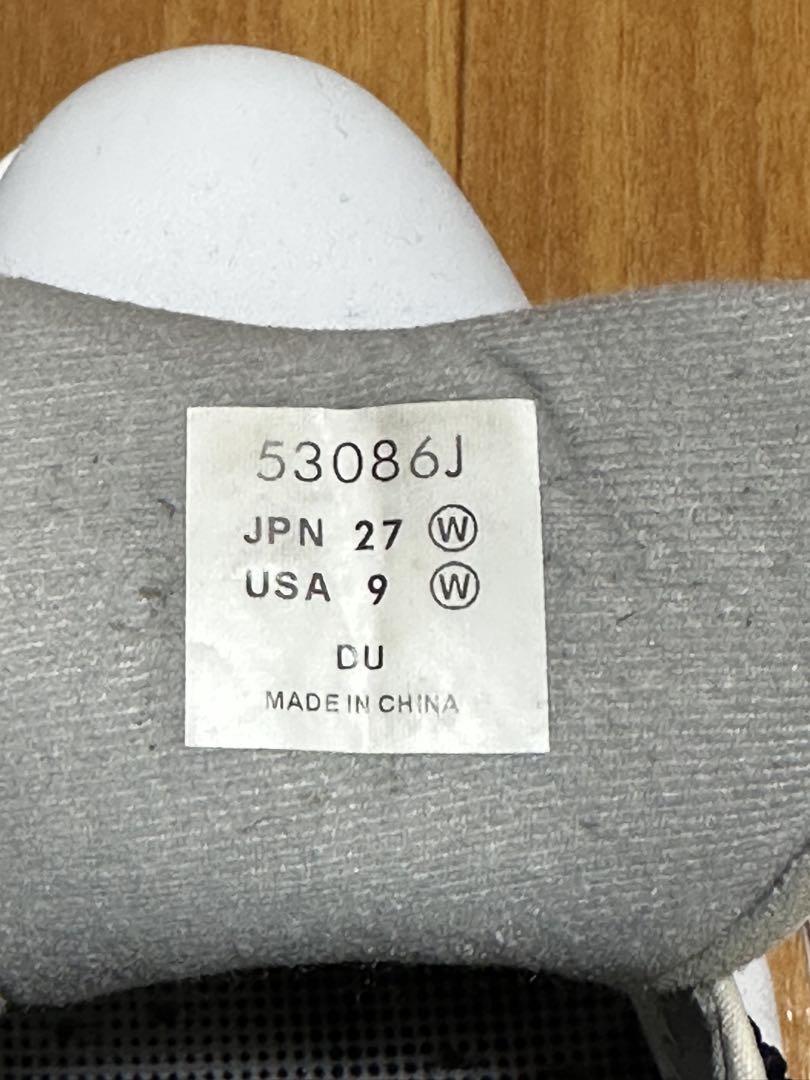 53086J
JPN 27 Ⓦ
USA 9 Ⓦ
DU
MADE IN CHINA